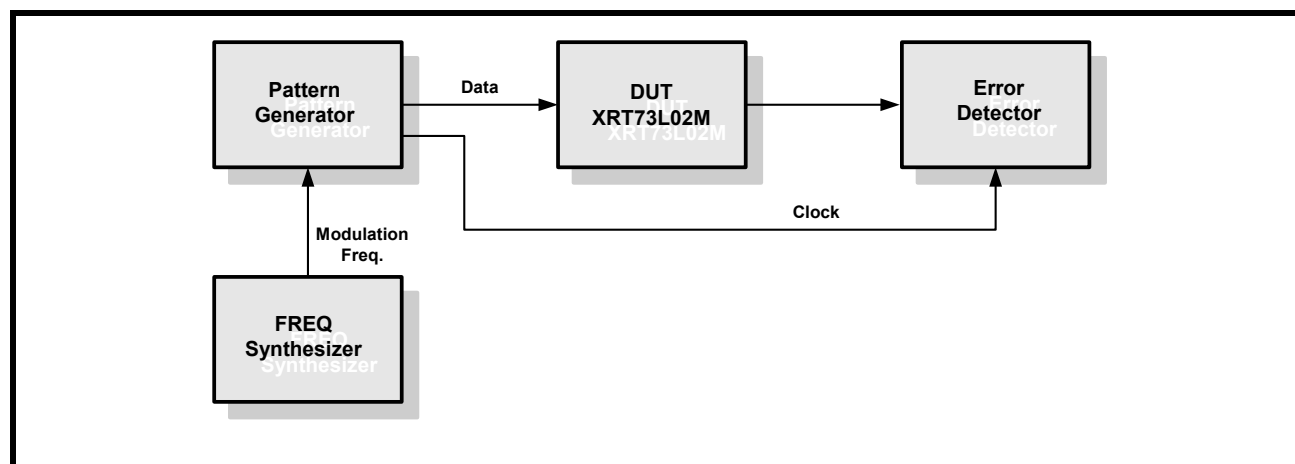 Pattern
Generator
Data
DUT
XRT73L02M
Error
Detector
Clock
Modulation
Freq.
FREQ
Synthesizer